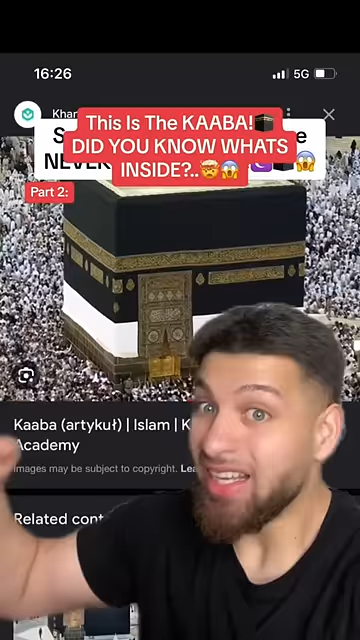 16:26
5G
Khan
This Is The KAABA!🕋
DID YOU KNOW WHATS
INSIDE?..🤯😱
NEVER
Part 2:
Kaaba (artykuł) | Islam | K
Academy
Images may be subject to copyright.
Related cont